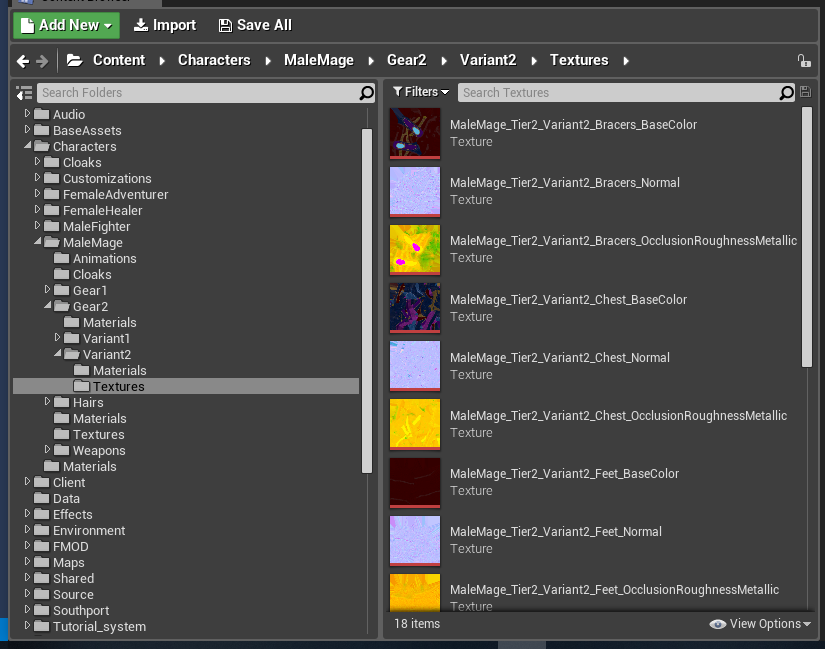 Add New
Import
Save All
Content
Characters
MaleMage
Gear2
Variant2
Textures
Search Folders
Audio
BaseAssets
Characters
Cloaks
Customizations
FemaleAdventurer
FemaleHealer
MaleFighter
MaleMage
Animations
Cloaks
Gear1
Gear2
Materials
Variant1
Variant2
Materials
Textures
Hairs
Materials
Textures
Weapons
Materials
Client
Data
Effects
Environment
FMOD
Maps
Shared
Source
Southport
Tutorial_system
Filters
Search Textures
MaleMage_Tier2_Variant2_Bracers_BaseColor
Texture
MaleMage_Tier2_Variant2_Bracers_Normal
Texture
MaleMage_Tier2_Variant2_Bracers_OcclusionRoughnessMetallic
Texture
MaleMage_Tier2_Variant2_Chest_BaseColor
Texture
MaleMage_Tier2_Variant2_Chest_Normal
Texture
MaleMage_Tier2_Variant2_Chest_OcclusionRoughnessMetallic
Texture
MaleMage_Tier2_Variant2_Feet_BaseColor
Texture
MaleMage_Tier2_Variant2_Feet_Normal
Texture
MaleMage_Tier2_Variant2_Feet_OcclusionRoughnessMetallic
Texture
18 items
View Options